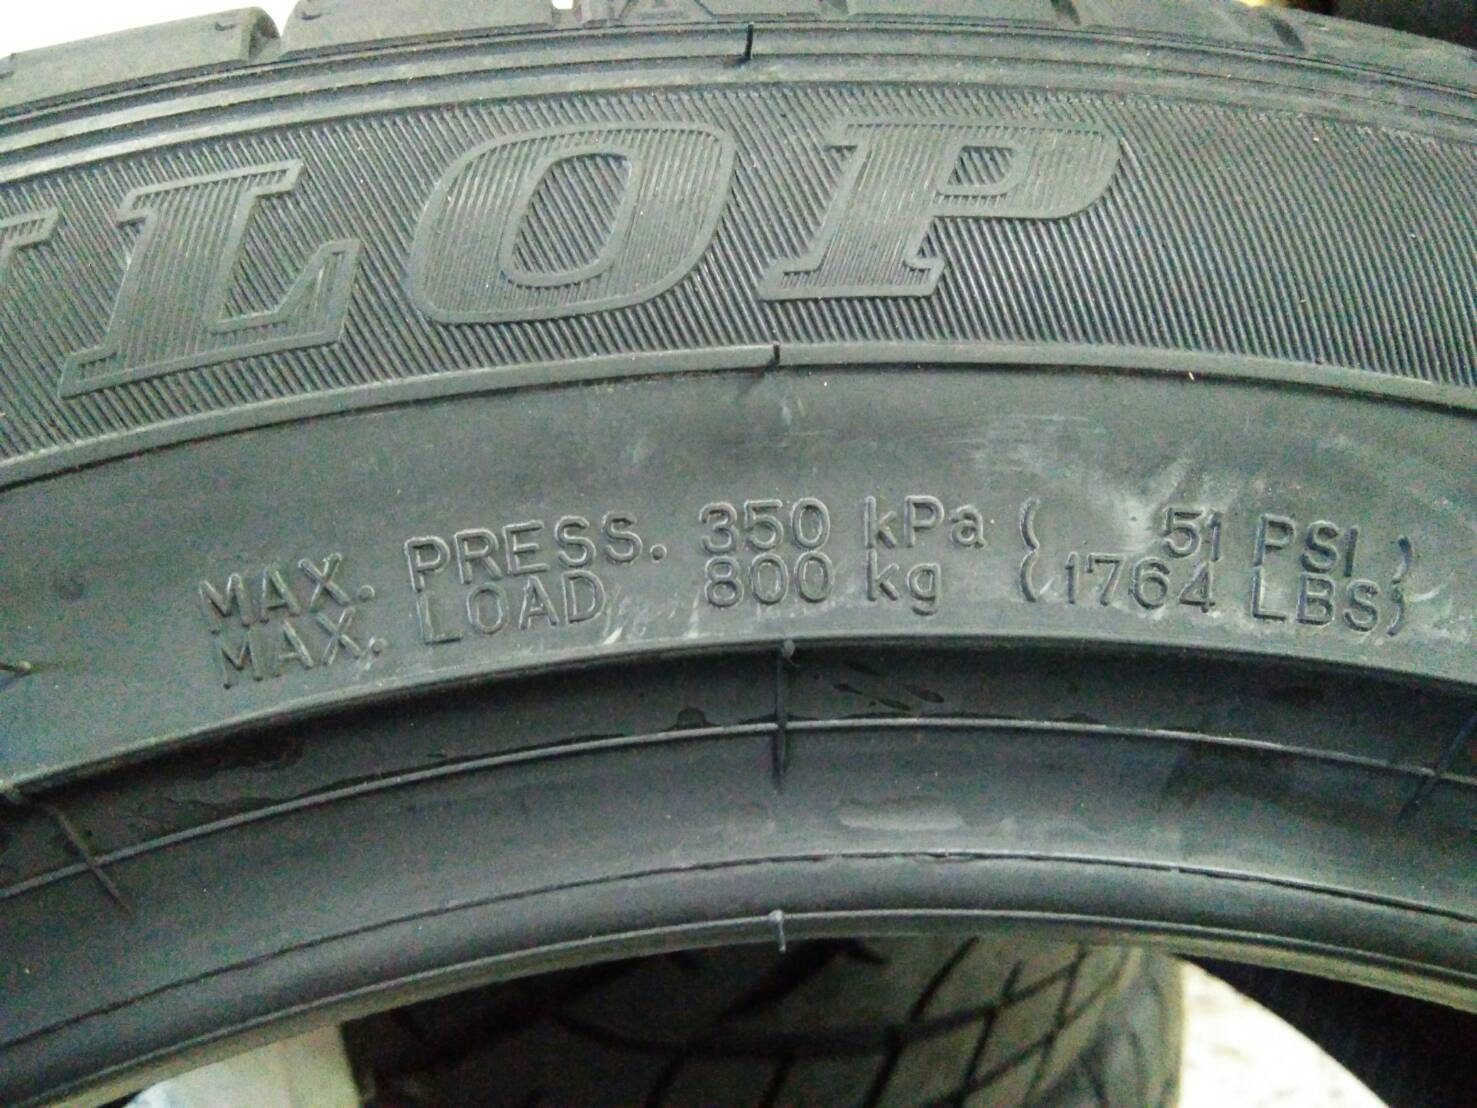 LOP
MAX. PRESS. 350 kPa ( 51 PSI )
MAX. LOAD 800 kg (1764 LBS)